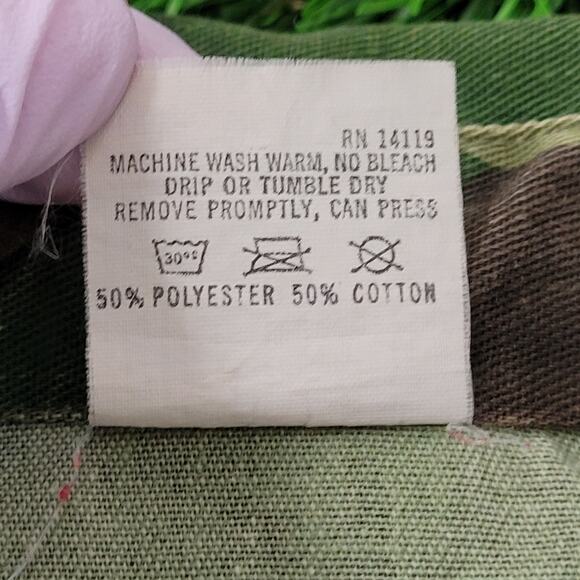 RN 14119
MACHINE WASH WARM, NO BLEACH
DRIP OR TUMBLE DRY
REMOVE PROMPTLY, CAN PRESS
30°C
50% POLYESTER 50% COTTON